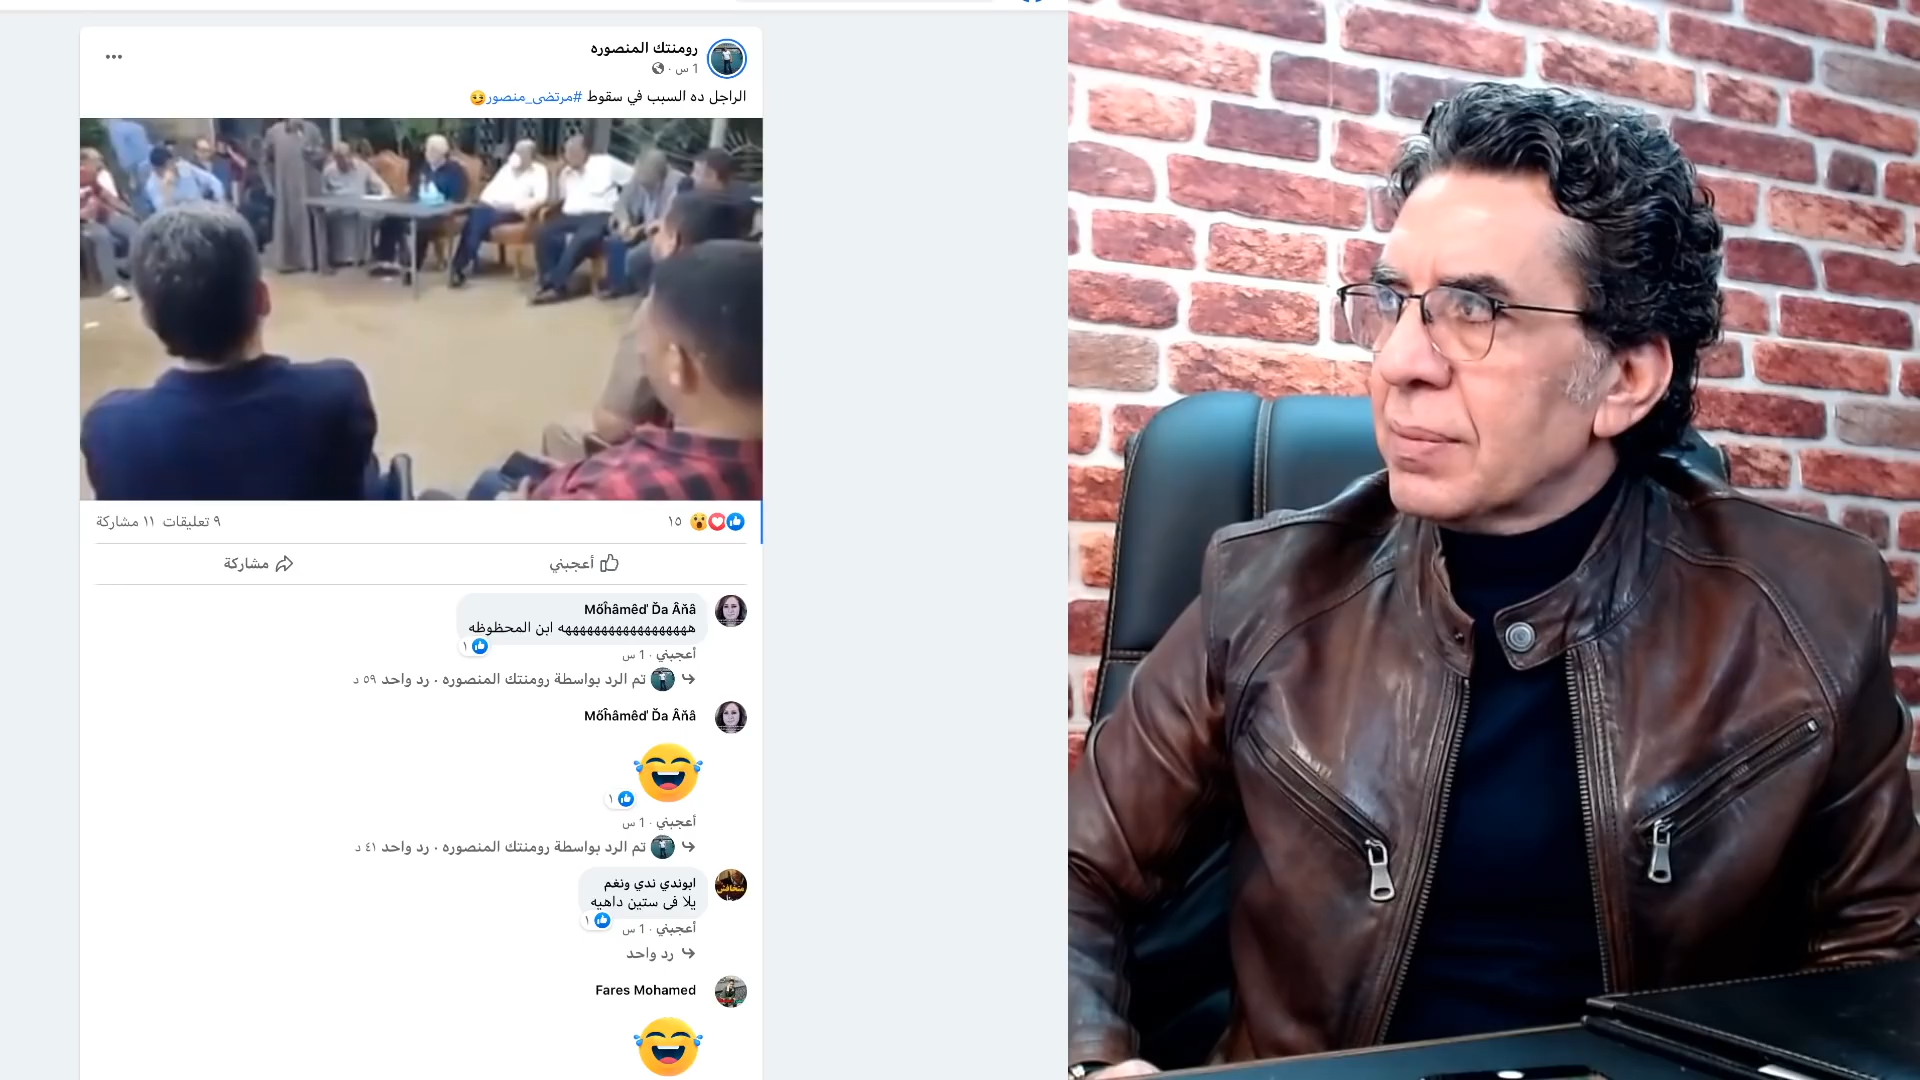 رومنتك المنصوره
1 س ·
الراجل ده السبب في سقوط #مرتضى_منصور😏
١٥
٩ تعليقات ١١ مشاركة
أعجبني
مشاركة
Mőĥâmêď Ďa Âňâ
ههههههههههههههههههه ابن المحظوظه
١
أعجبني · 1 س
تم الرد بواسطة رومنتك المنصوره · رد واحد ٥٩ د
Mőĥâmêď Ďa Âňâ
١
أعجبني · 1 س
تم الرد بواسطة رومنتك المنصوره · رد واحد ٤١ د
ابوندي ندي ونغم
يلا فى ستين داهيه
١
أعجبني · 1 س
رد واحد
Fares Mohamed